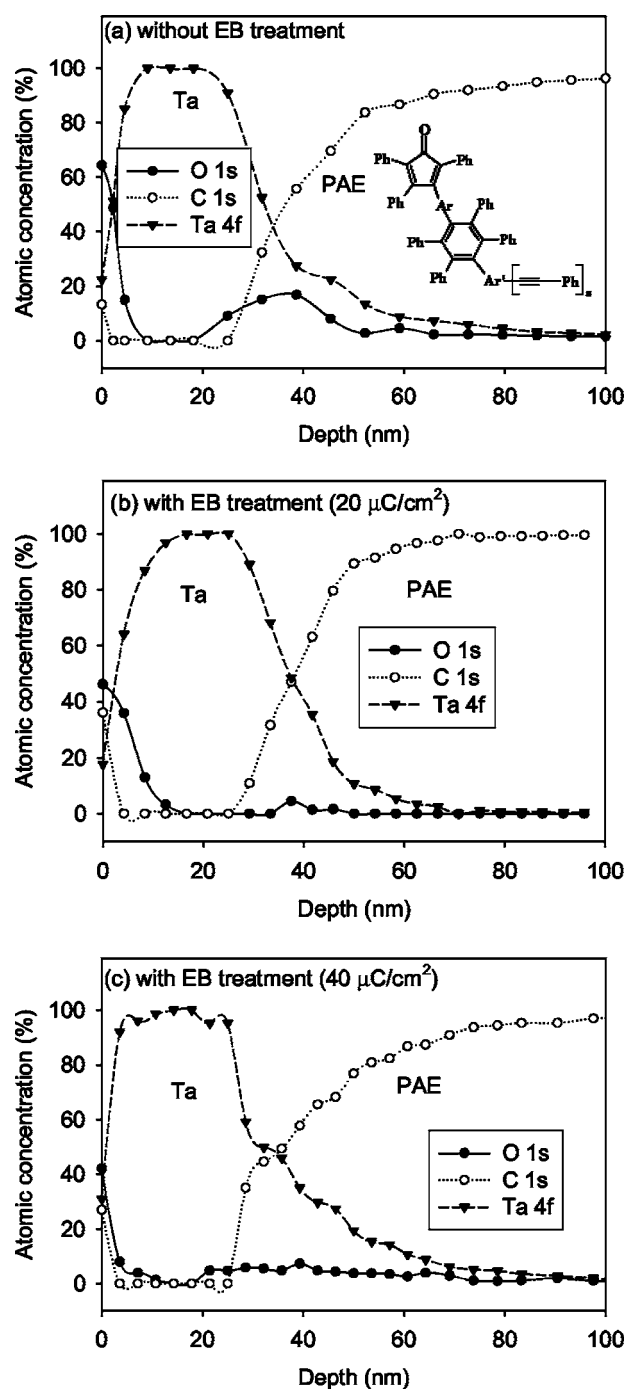 (a) without EB treatment
Atomic concentration (%)
100
80
60
40
20
0
Ta
O 1s
C 1s
Ta 4f
PAE
O
Ph
Ph
Ph
Ph
Ar
Ph
Ph
Ph
Ph
Ar'
Ph
0 20 40 60 80 100
Depth (nm)
(b) with EB treatment (20 μC/cm²)
Atomic concentration (%)
100
80
60
40
20
0
Ta
PAE
O 1s
C 1s
Ta 4f
0 20 40 60 80 100
Depth (nm)
(c) with EB treatment (40 μC/cm²)
Atomic concentration (%)
100
80
60
40
20
0
Ta
PAE
O 1s
C 1s
Ta 4f
0 20 40 60 80 100
Depth (nm)